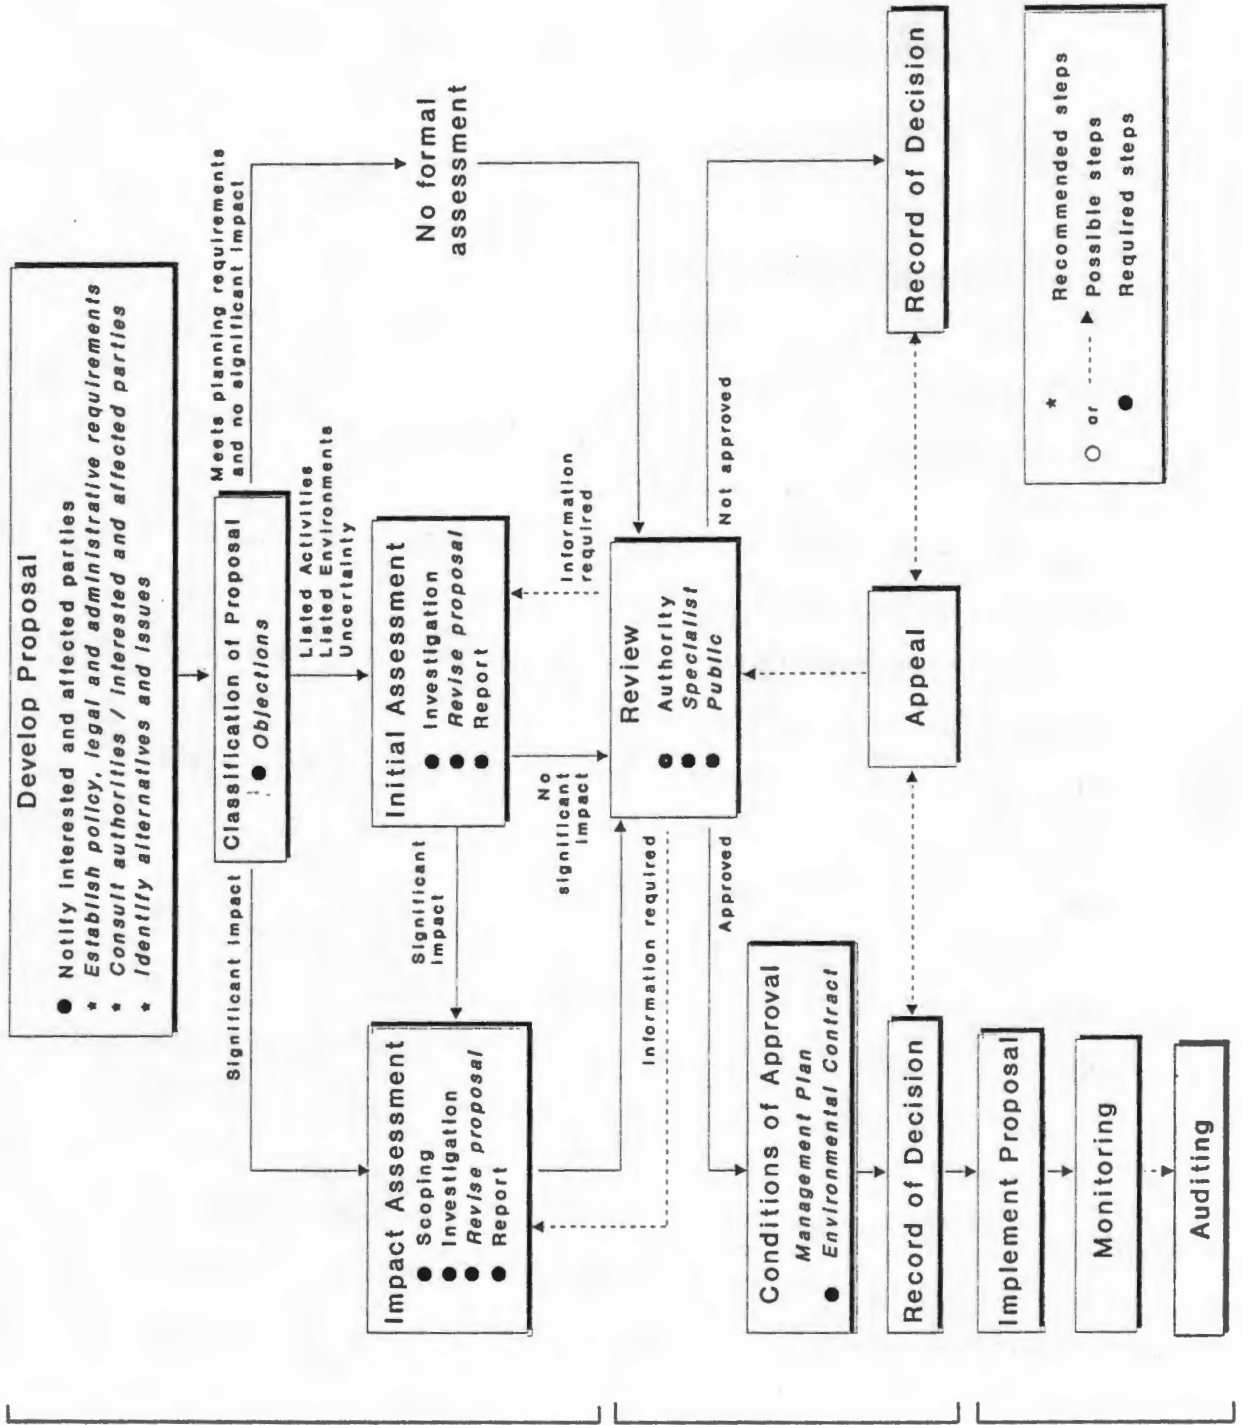 Develop Proposal
● Notify interested and affected parties
* Establish policy, legal and administrative requirements
* Consult authorities / interested and affected parties
* Identify alternatives and issues
Significant impact
Classification of Proposal
● Objections
Meets planning requirements
and no significant impact
Listed Activities
Listed Environments
Uncertainty
No formal
assessment
Impact Assessment
● Scoping
● Investigation
● Revise proposal
● Report
Significant
impact
Initial Assessment
● Investigation
● Revise proposal
● Report
No
significant
impact
Information
required
Information required
Review
● Authority
● Specialist
● Public
Approved
Not approved
Conditions of Approval
Management Plan
● Environmental Contract
Record of Decision
Appeal
Record of Decision
Implement Proposal
Monitoring
Auditing
* Recommended steps
○ or Possible steps
● Required steps